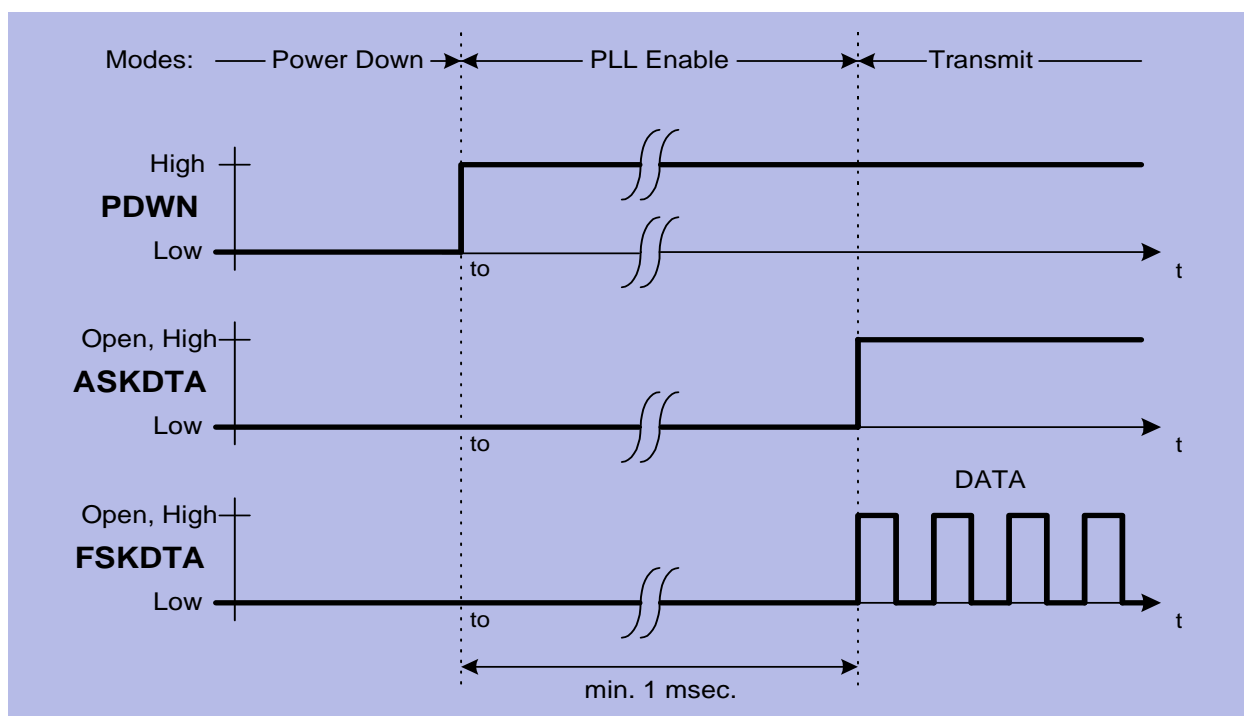 Modes: Power Down PLL Enable Transmit
High
PDWN
Low
to
t
Open, High
ASKDTA
Low
to
t
DATA
Open, High
FSKDTA
Low
to
t
min. 1 msec.